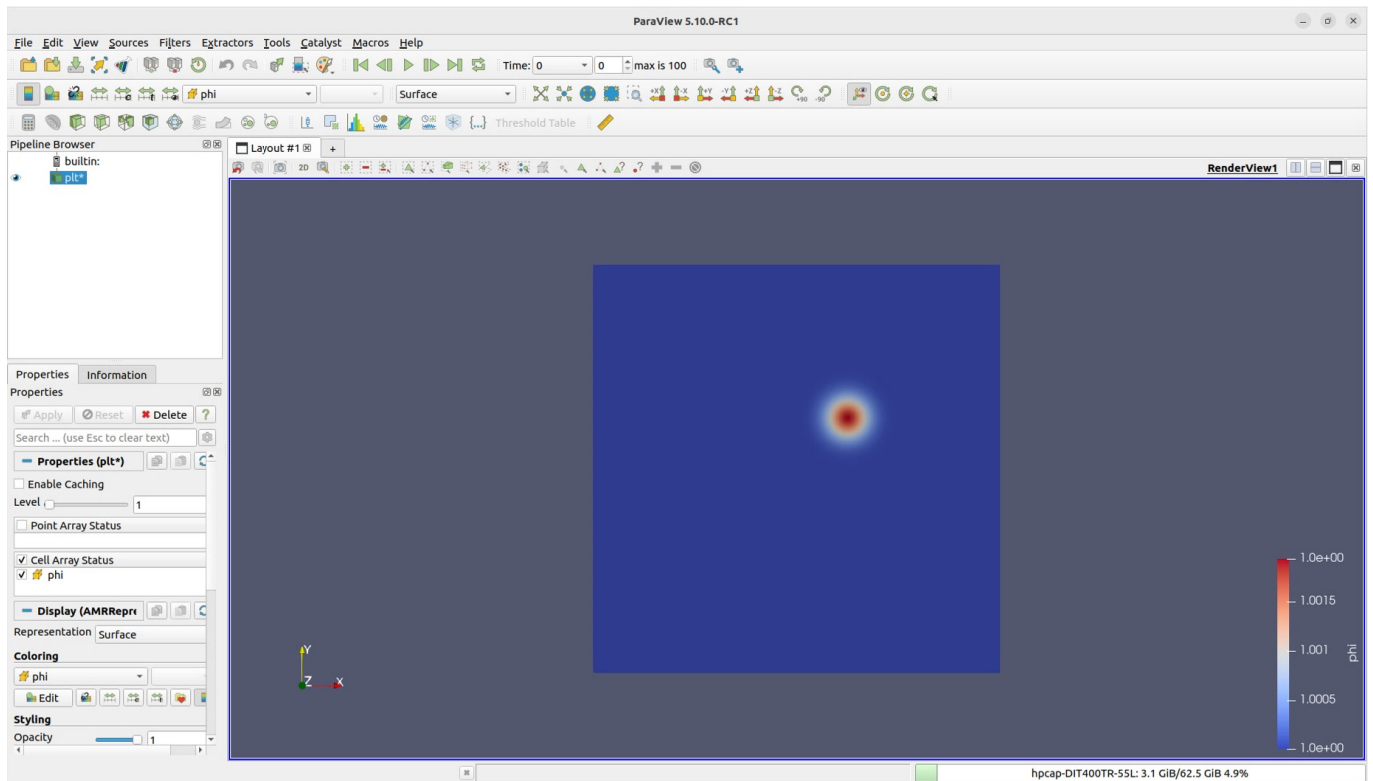 ParaView 5.10.0-RC1
File Edit View Sources Filters Extractors Tools Catalyst Macros Help
Time: 0 0 max is 100
phi Surface
+X -X +Y -Y +Z -Z +90 -90
Threshold Table
Pipeline Browser
Layout #1 +
builtin:
2D
RenderView1
plt*
Properties Information
Properties
Apply Reset Delete ?
Search ... (use Esc to clear text)
Properties (plt*)
Enable Caching
Level 1
Point Array Status
Cell Array Status
phi
Display (AMRRepre
Representation Surface
Coloring
phi
Edit
Styling
Opacity 1
Y
Z X
1.0e+00
1.0015
1.001
phi
1.0005
1.0e+00
hpcap-DIT400TR-55L: 3.1 GiB/62.5 GiB 4.9%